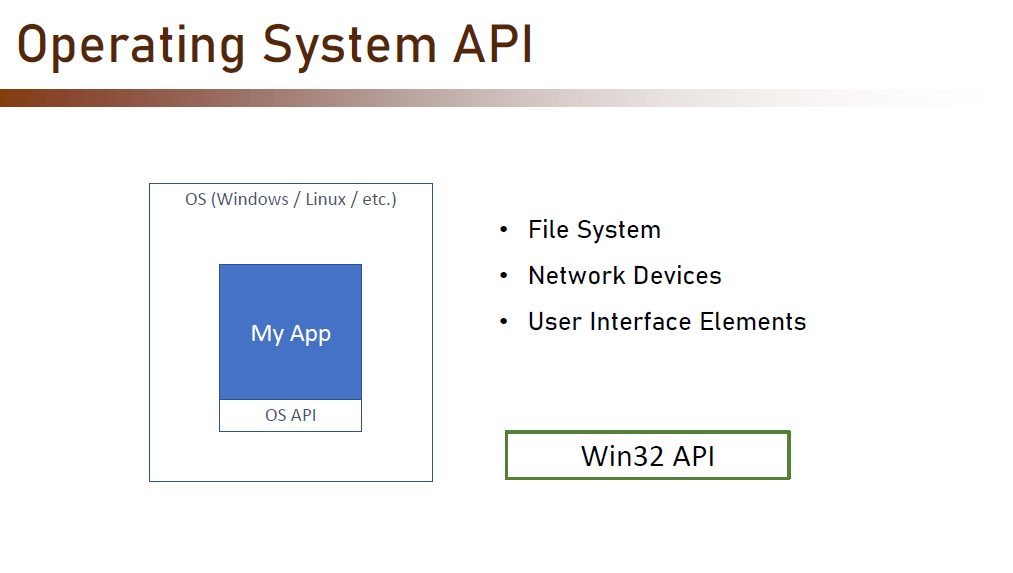 Operating System API
OS (Windows / Linux / etc.)
My App
OS API
• File System
• Network Devices
• User Interface Elements
Win32 API